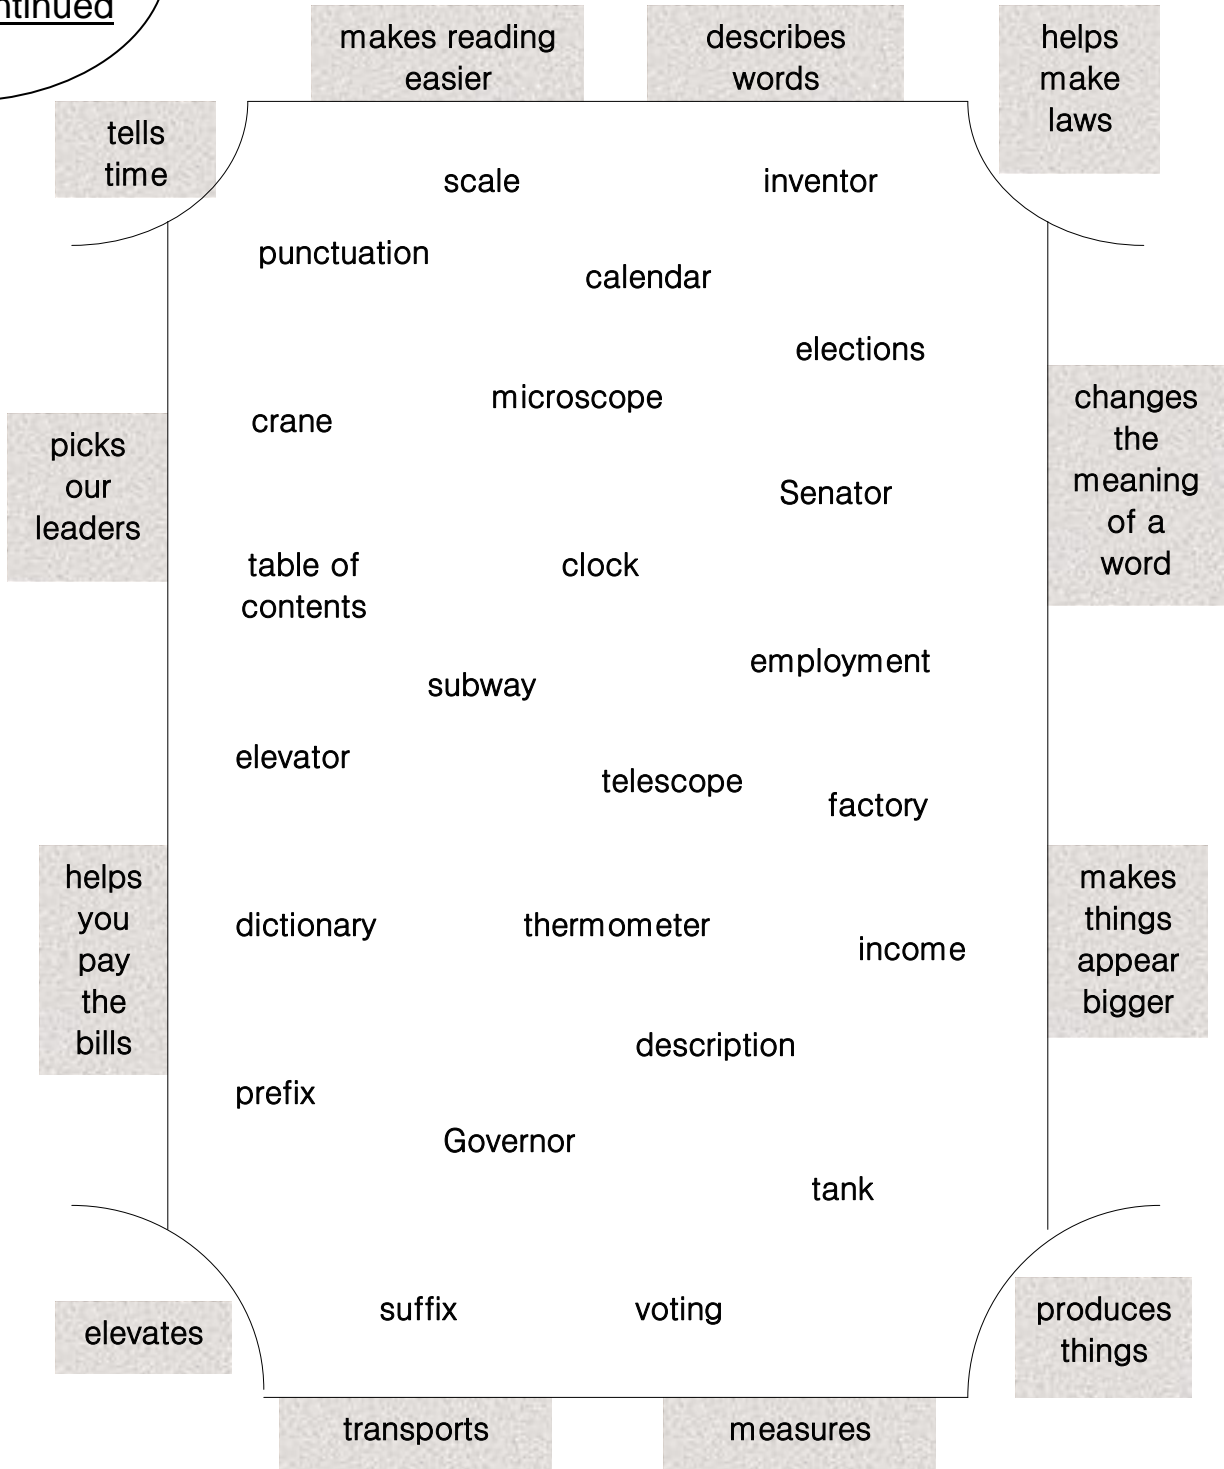 makes reading
easier
describes
words
helps
make
laws
tells
time
scale
inventor
punctuation
calendar
elections
microscope
crane
picks
our
leaders
changes
the
meaning
of a
word
Senator
table of
contents
clock
employment
subway
elevator
telescope
factory
helps
you
pay
the
bills
makes
things
appear
bigger
dictionary
thermometer
income
description
prefix
Governor
tank
suffix
voting
elevates
produces
things
transports
measures